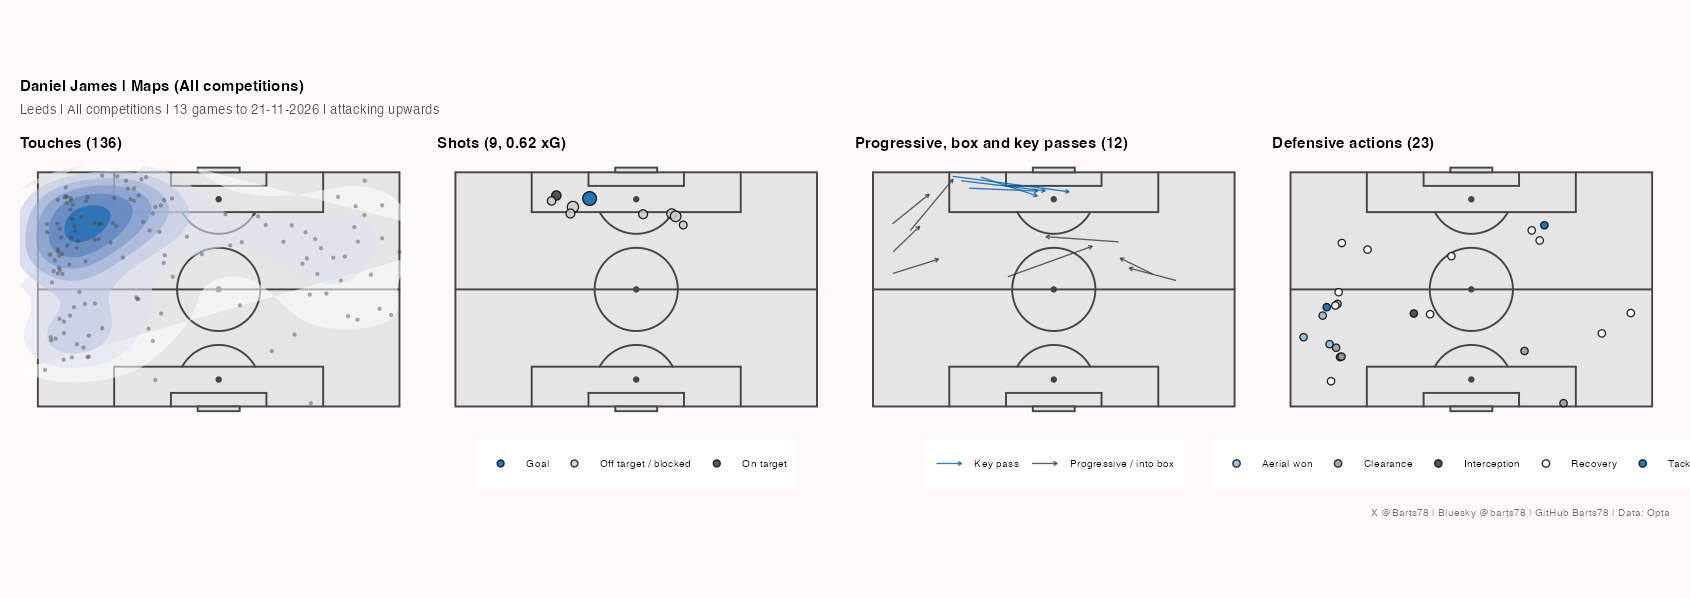 Daniel James | Maps (All competitions)
Leeds | All competitions | 13 games to 21-11-2026 | attacking upwards
Touches (136)
Shots (9, 0.62 xG)
Progressive, box and key passes (12)
Defensive actions (23)
Goal
Off target / blocked
On target
Key pass
Progressive / into box
Aerial won
Clearance
Interception
Recovery
Tack
X @Barts78 | Bluesky @barts78 | GitHub Barts78 | Data: Opta